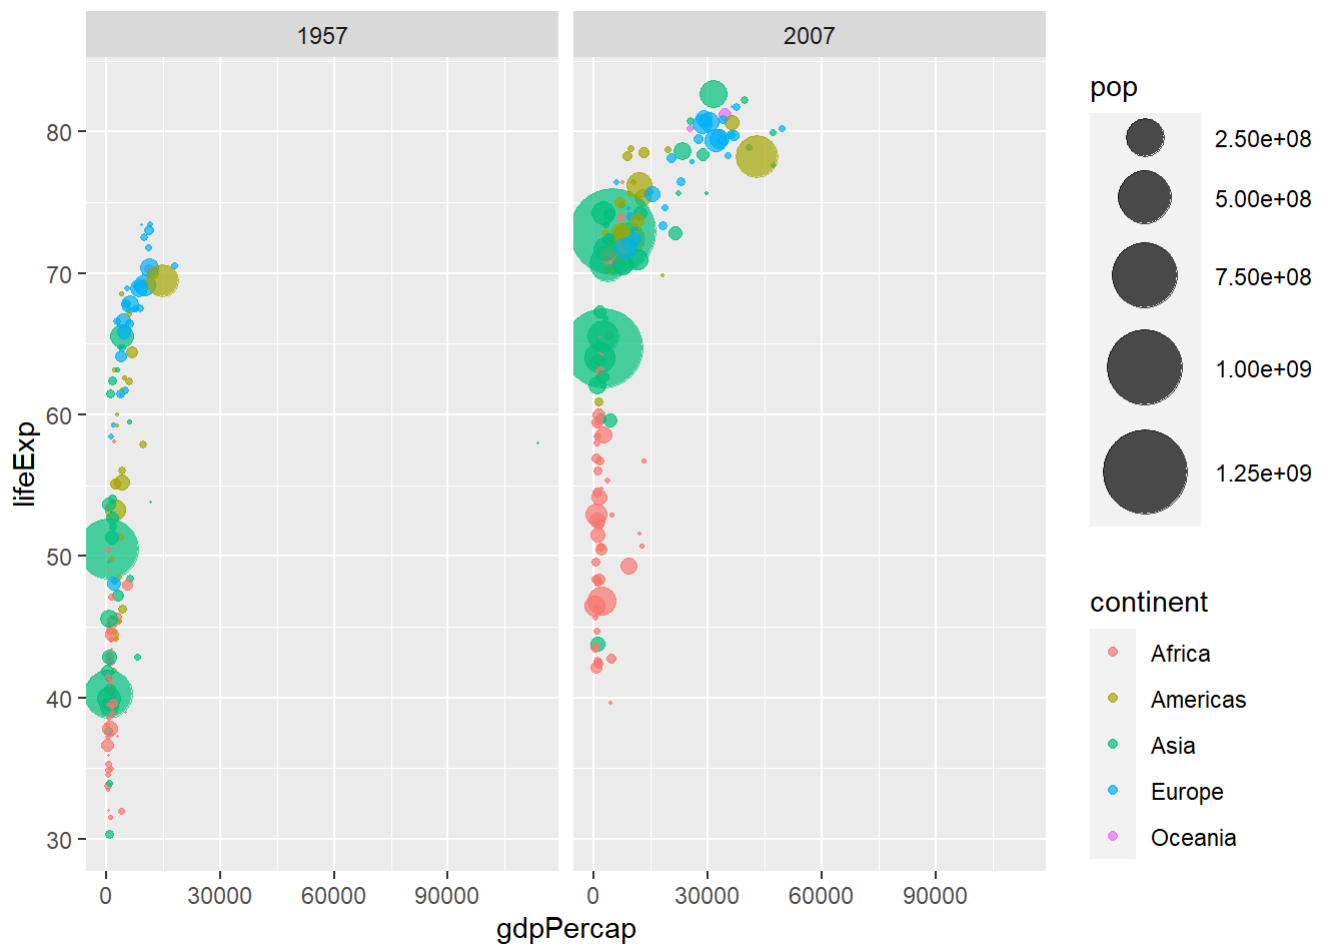 1957
2007
lifeExp
80
70
60
50
40
30
0
30000
60000
90000
0
30000
60000
90000
gdpPercap
pop
2.50e+08
5.00e+08
7.50e+08
1.00e+09
1.25e+09
continent
Africa
Americas
Asia
Europe
Oceania